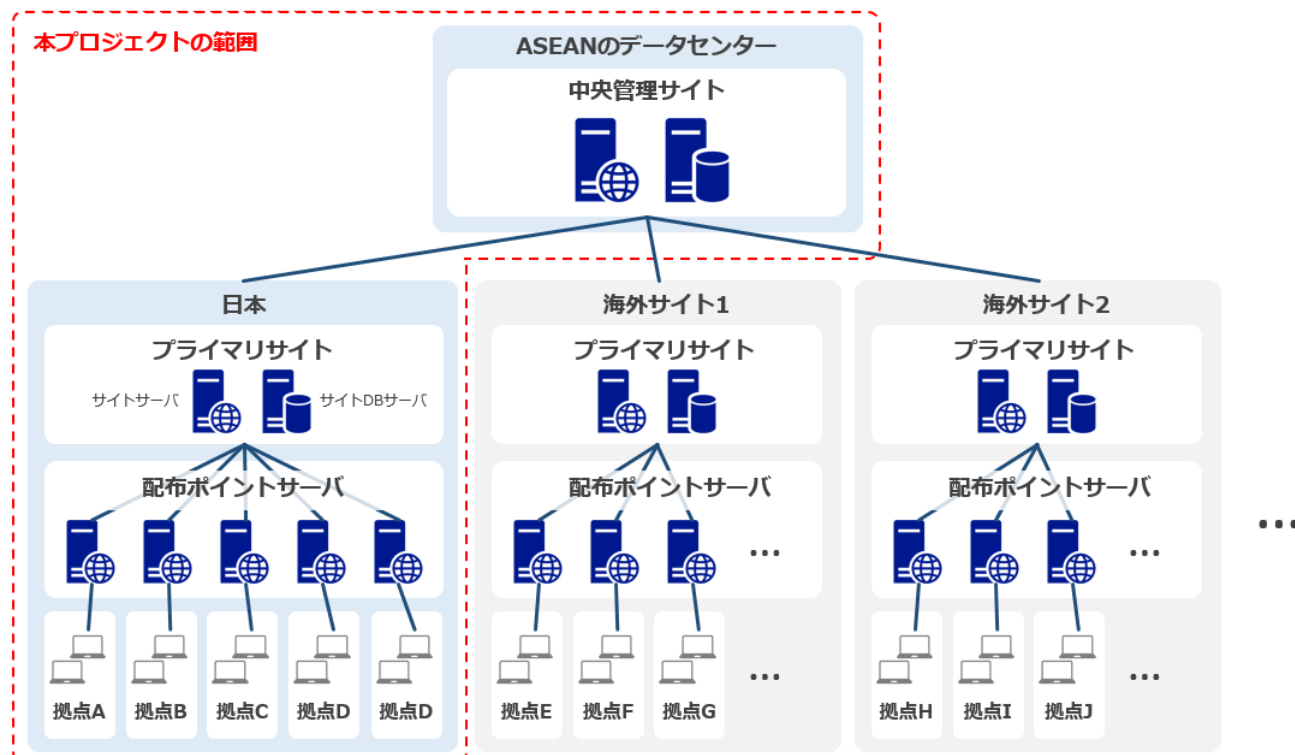 本プロジェクトの範囲
ASEANのデータセンター
中央管理サイト
日本
プライマリサイト
サイトサーバ
サイトDBサーバ
配布ポイントサーバ
拠点A
拠点B
拠点C
拠点D
拠点D
海外サイト1
プライマリサイト
配布ポイントサーバ
…
拠点E
拠点F
拠点G
…
海外サイト2
プライマリサイト
配布ポイントサーバ
…
拠点H
拠点I
拠点J
…
…